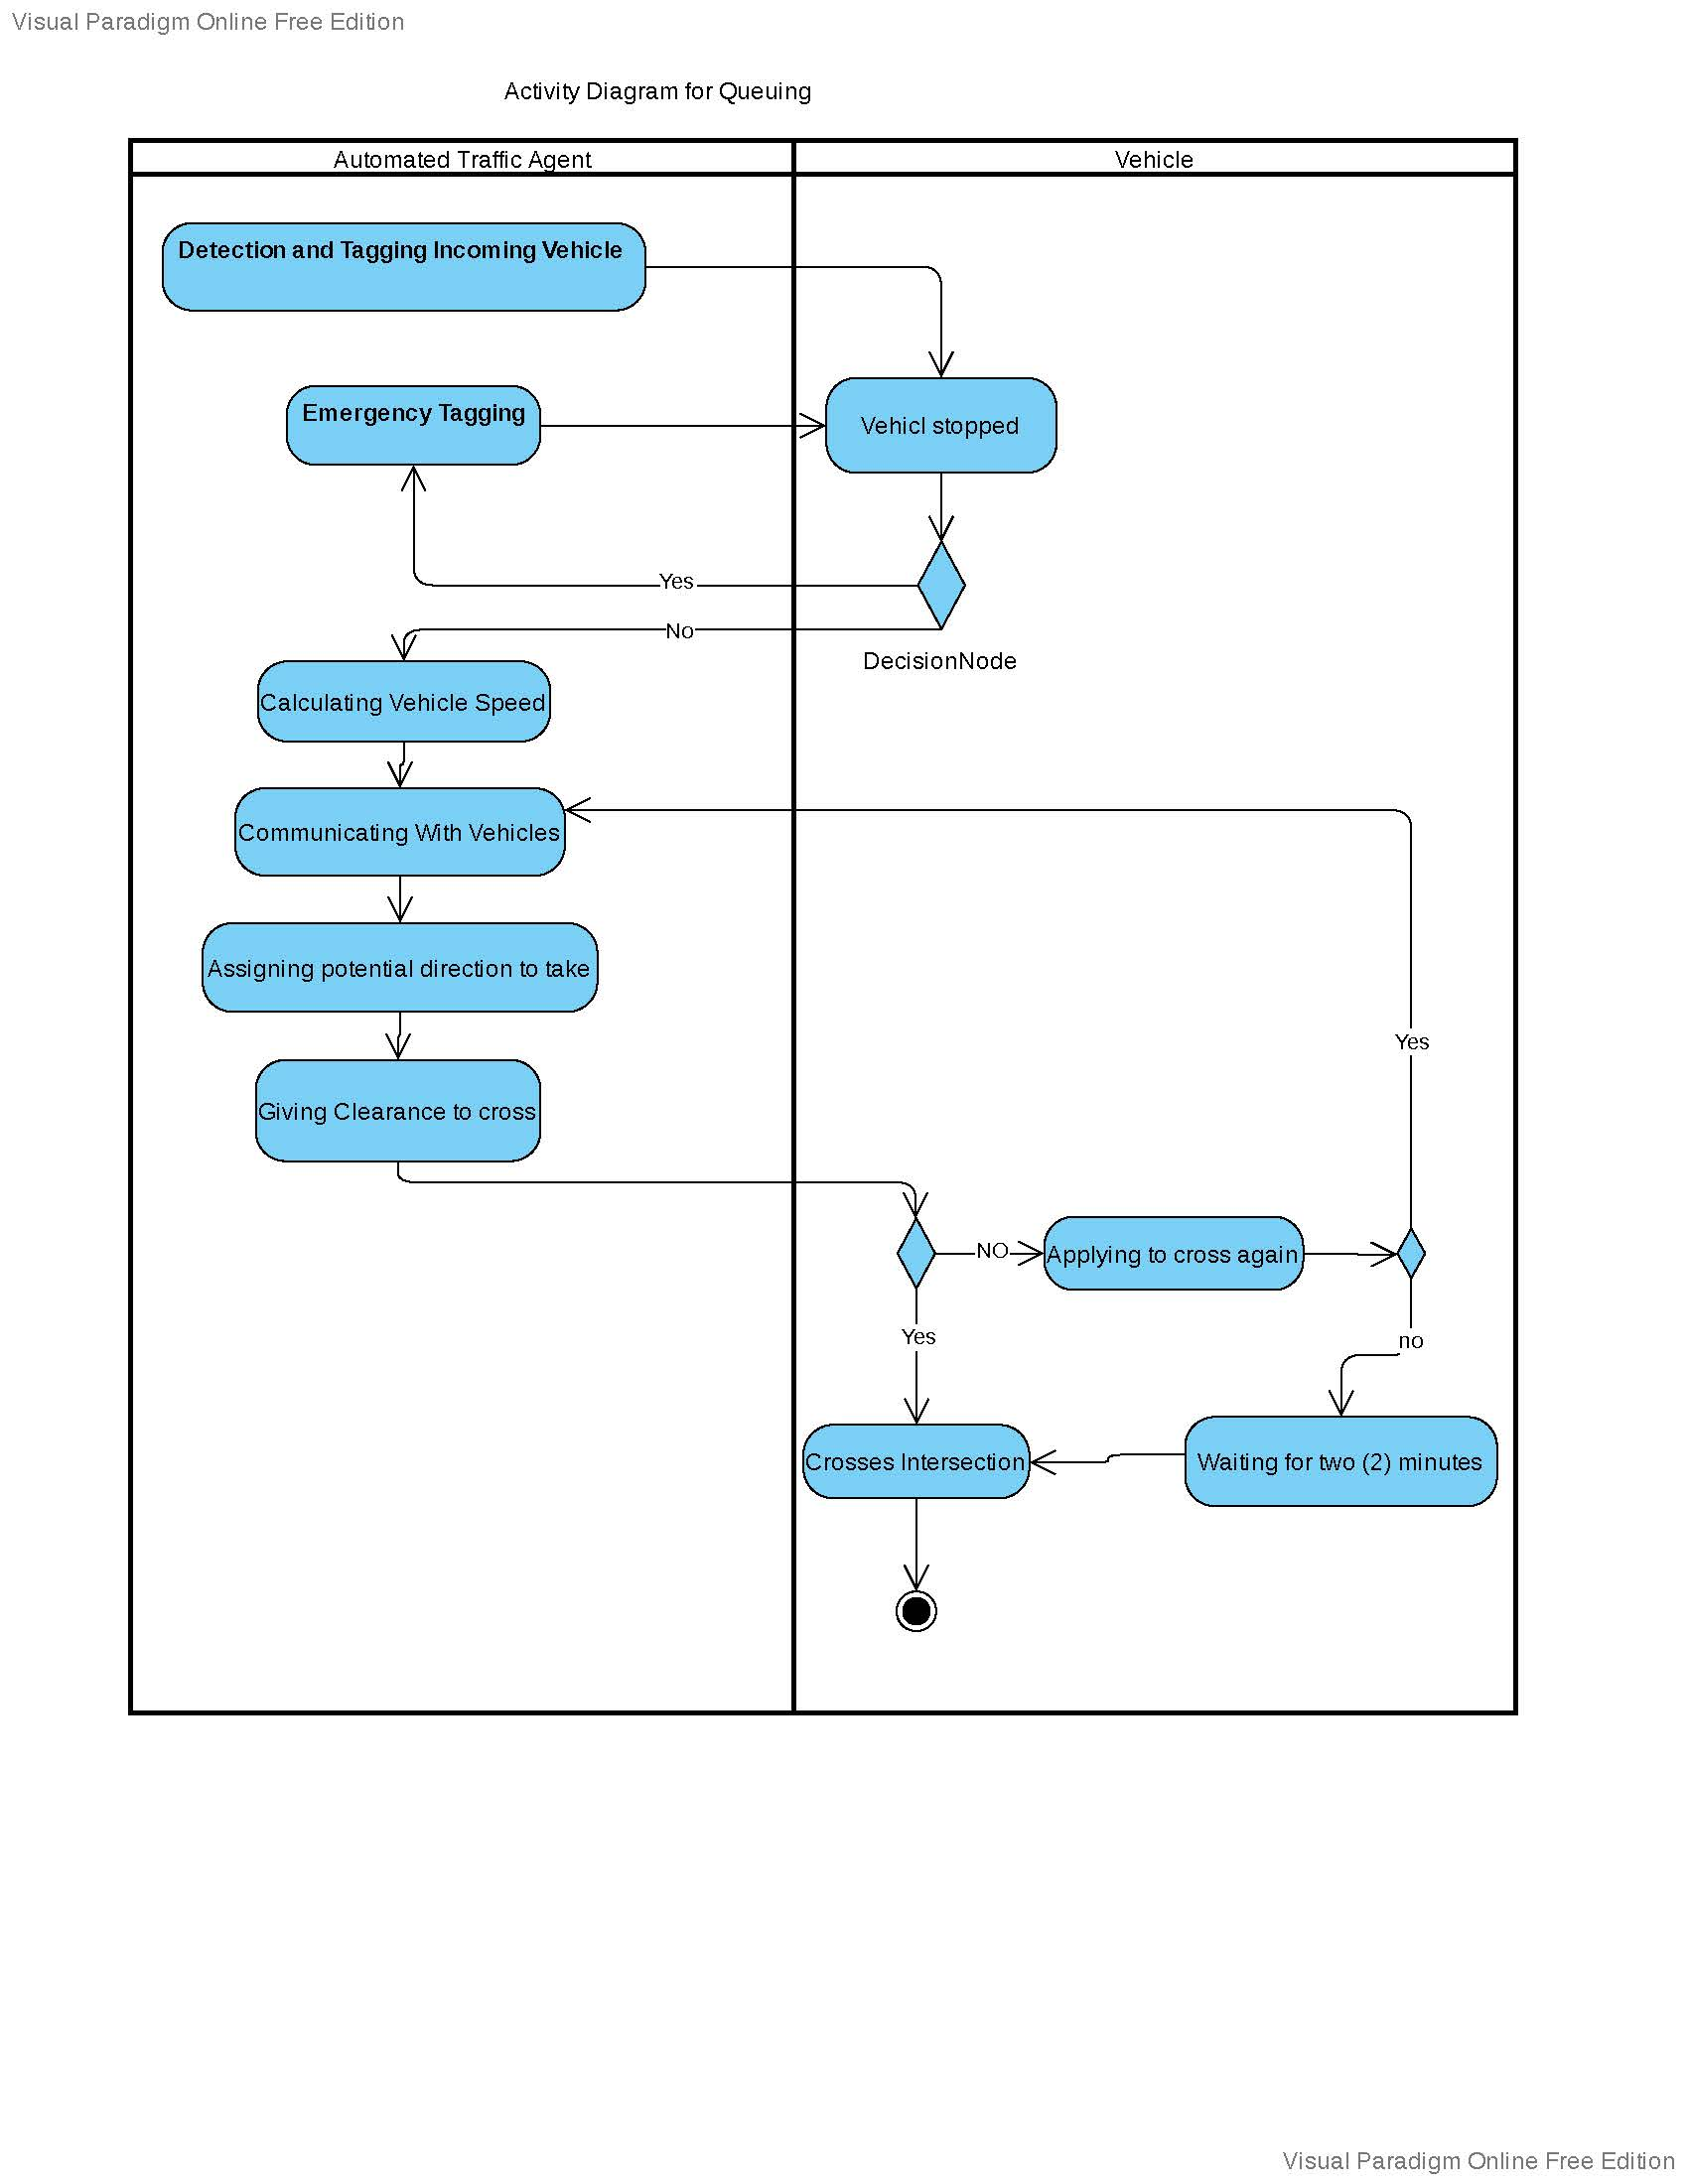 Visual Paradigm Online Free Edition
Activity Diagram for Queuing
Automated Traffic Agent
Vehicle
Detection and Tagging Incoming Vehicle
Emergency Tagging
Vehicl stopped
Yes
No
DecisionNode
Calculating Vehicle Speed
Communicating With Vehicles
Assigning potential direction to take
Yes
Giving Clearance to cross
NO
Applying to cross again
Yes
no
Crosses Intersection
Waiting for two (2) minutes
Visual Paradigm Online Free Edition